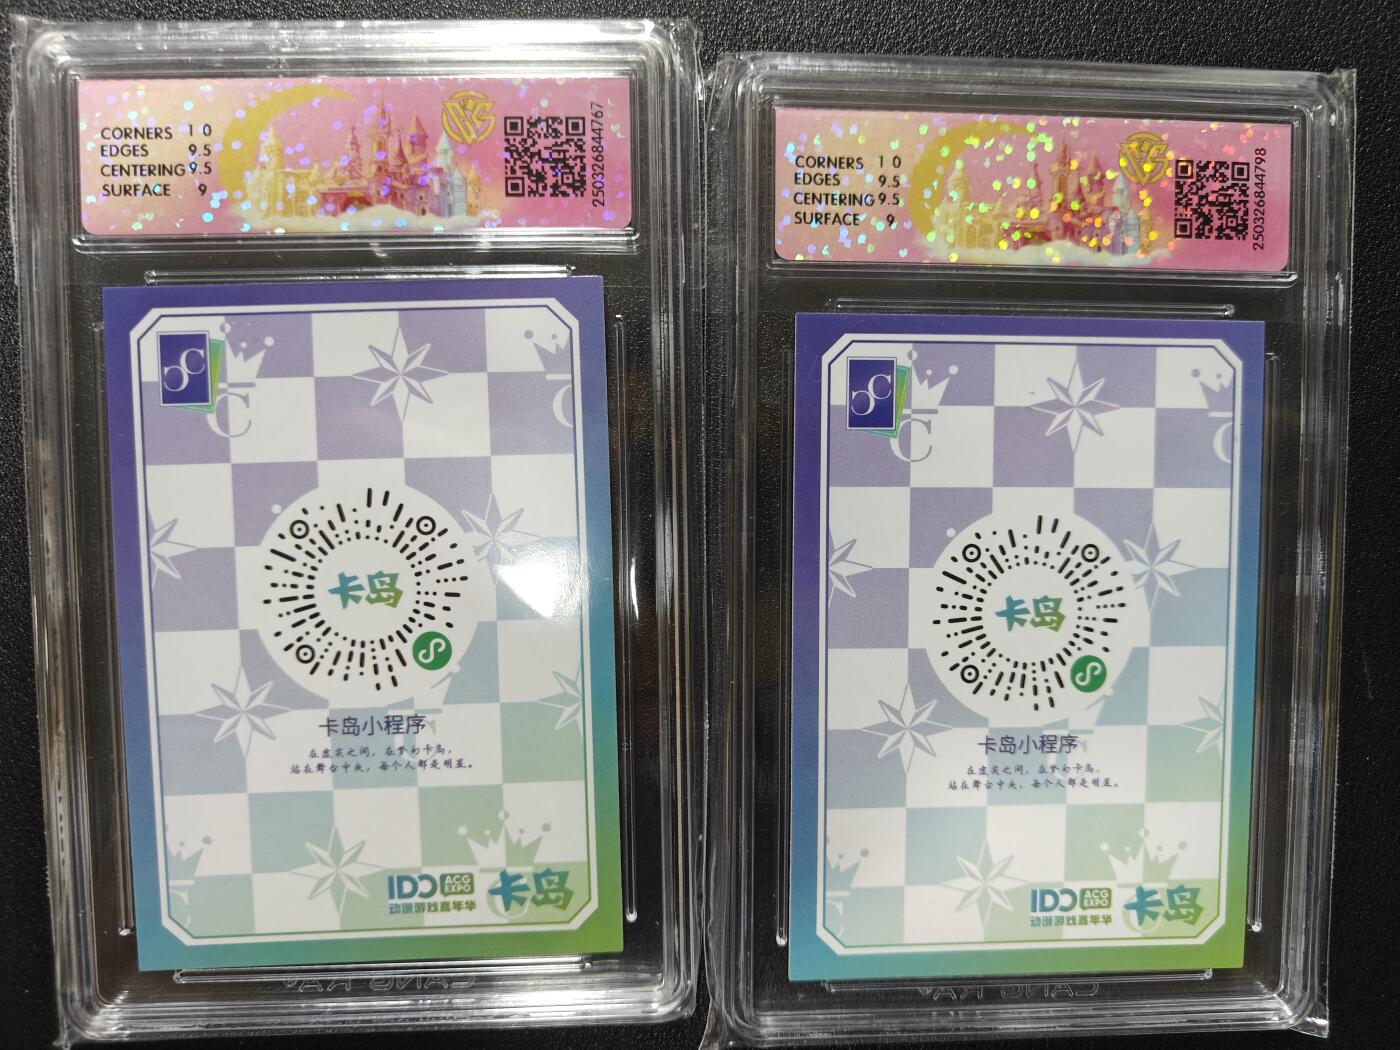 CORNERS 10
EDGES 9.5
CENTERING 9.5
SURFACE 9
250326844767
C
卡岛
卡岛小程序
在虚实之间，在梦幻卡岛，
站在舞台中央，每个人都是明星。
IDO ACG EXPO 卡岛
动漫游戏嘉年华
CORNERS 10
EDGES 9.5
CENTERING 9.5
SURFACE 9
250326844798
C
卡岛
卡岛小程序
在虚实之间，在梦幻卡岛，
站在舞台中央，每个人都是明星。
IDO ACG EXPO 卡岛
动漫游戏嘉年华